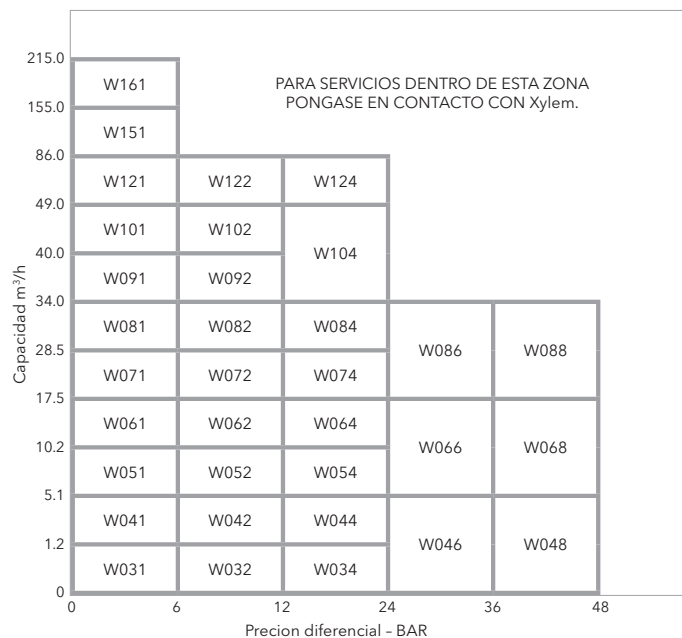 215.0
W161
PARA SERVICIOS DENTRO DE ESTA ZONA
PONGASE EN CONTACTO CON Xylem.
155.0
W151
86.0
W121 W122 W124
49.0
W101 W102
40.0
W104
W091 W092
34.0
W081 W082 W084
W086 W088
28.5
W071 W072 W074
17.5
W061 W062 W064
W066 W068
10.2
W051 W052 W054
5.1
W041 W042 W044
W046 W048
1.2
W031 W032 W034
0
0 6 12 24 36 48
Capacidad m³/h
Precion diferencial – BAR